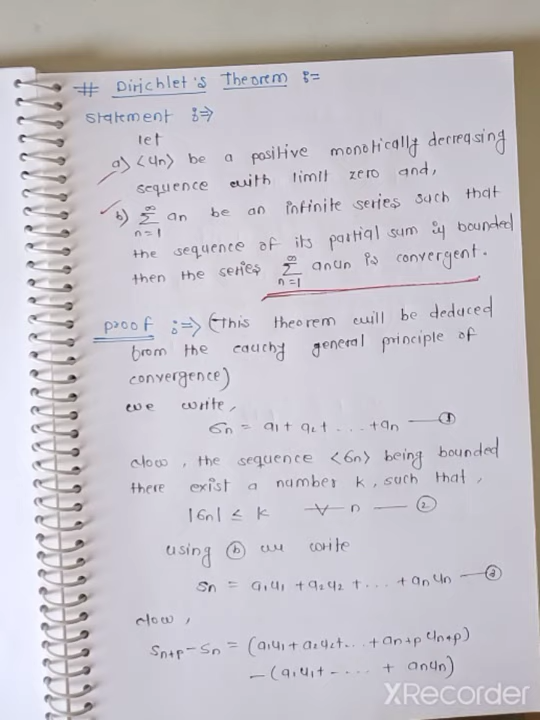 # Dirichlet's Theorem :=
Statement :⇒
let
a) <un> be a positive monotically decreasing
sequence with limit zero and,
b) ∞∑n=1 an be an infinite series such that
the sequence of its partial sum is bounded
then the series ∞∑n=1 anun is convergent.
proof :⇒ (This theorem will be deduced
from the cauchy general principle of
convergence)
we write,
σn = a1 + a2 + ... + an —①
Now, the sequence <σn> being bounded
there exist a number k, such that,
|σn| ≤ k ∀ n —②
using ⓑ we write
Sn = a1u1 + a2u2 + ... + anun —③
Now,
Sn+p - Sn = (a1u1 + a2u2 + ... + an+p un+p)
- (a1u1 + - ... + anun)
XRecorder